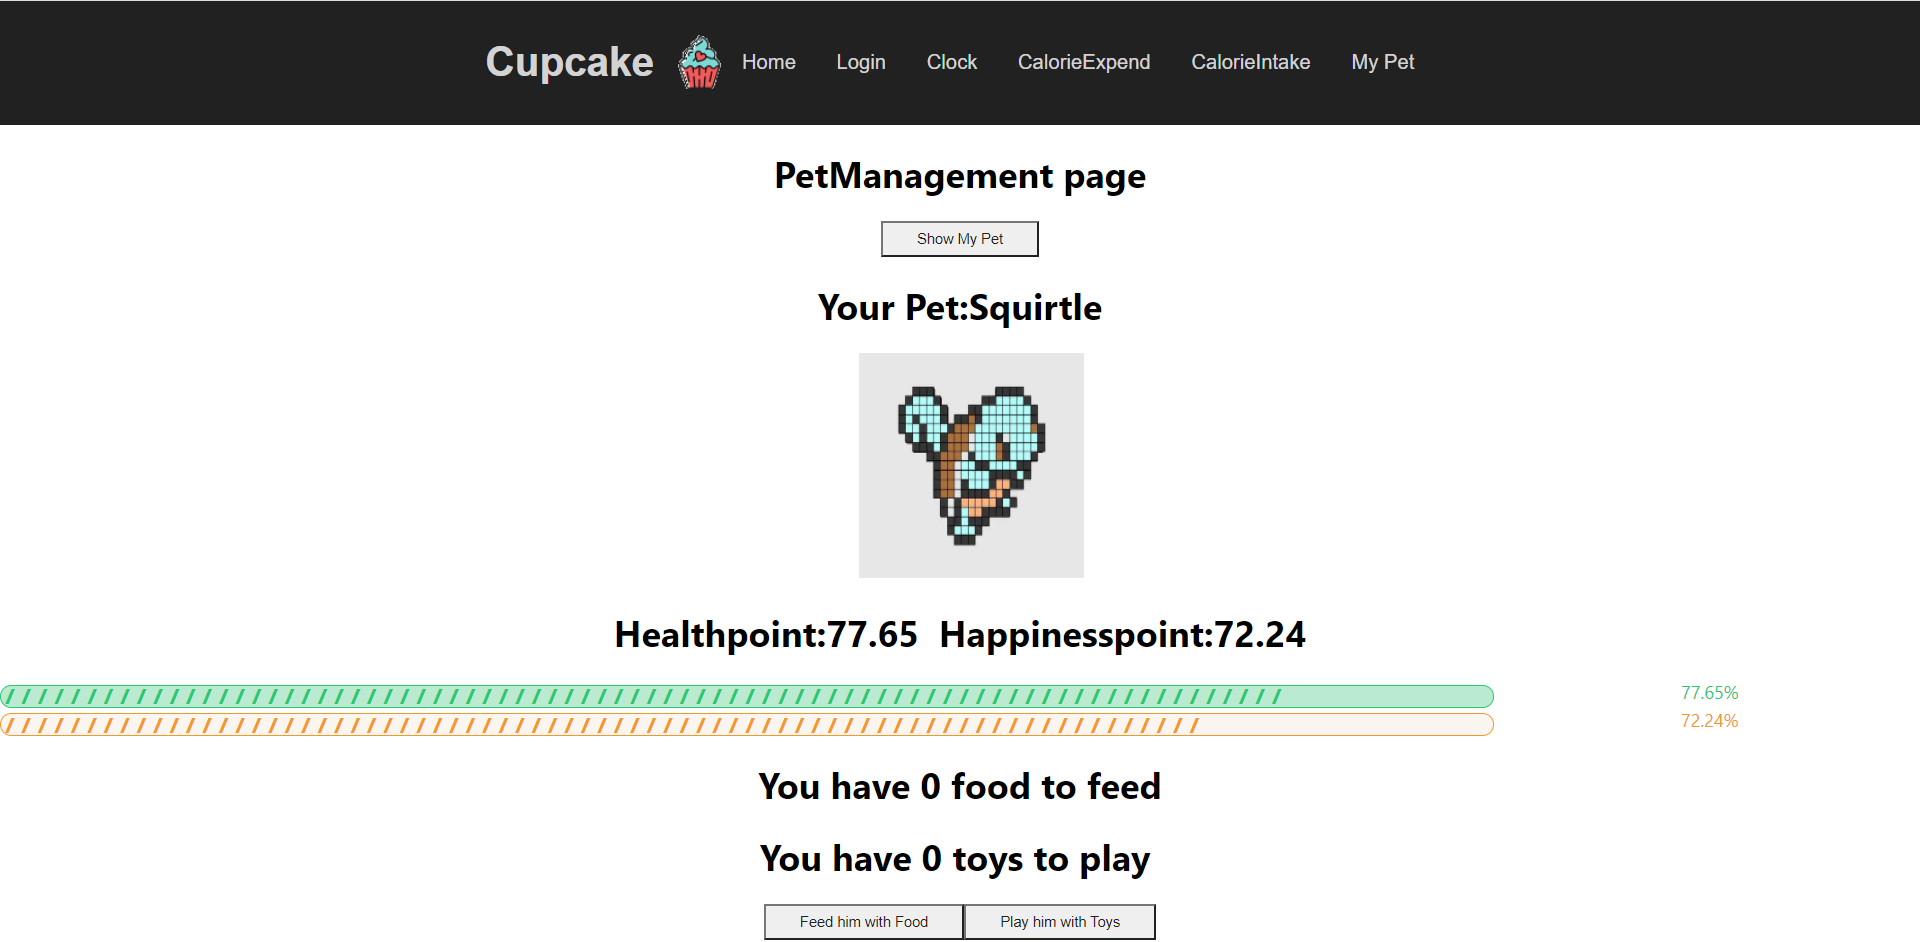 Cupcake Home Login Clock CalorieExpend CalorieIntake My Pet
PetManagement page
Show My Pet
Your Pet:Squirtle
Healthpoint:77.65 Happinesspoint:72.24
77.65%
72.24%
You have 0 food to feed
You have 0 toys to play
Feed him with Food Play him with Toys